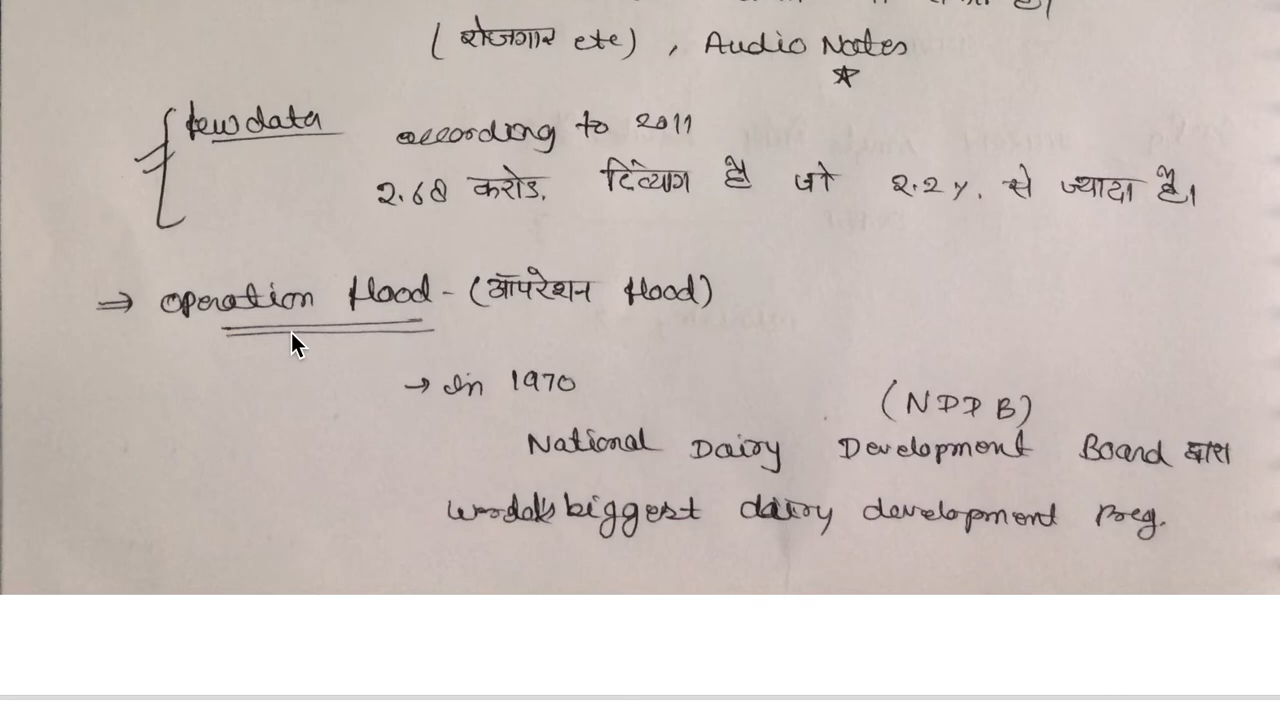 है।
(रोजगार etc) , Audio Notes
few data according to 2011
2.68 करोड. दिव्यांग है जो 2.2%. से ज्यादा है।
⇒ operation flood - (ऑपरेशन flood)
→ In 1970
(NDDB)
National Dairy Development Board द्वारा
World's biggest dairy development Prog.